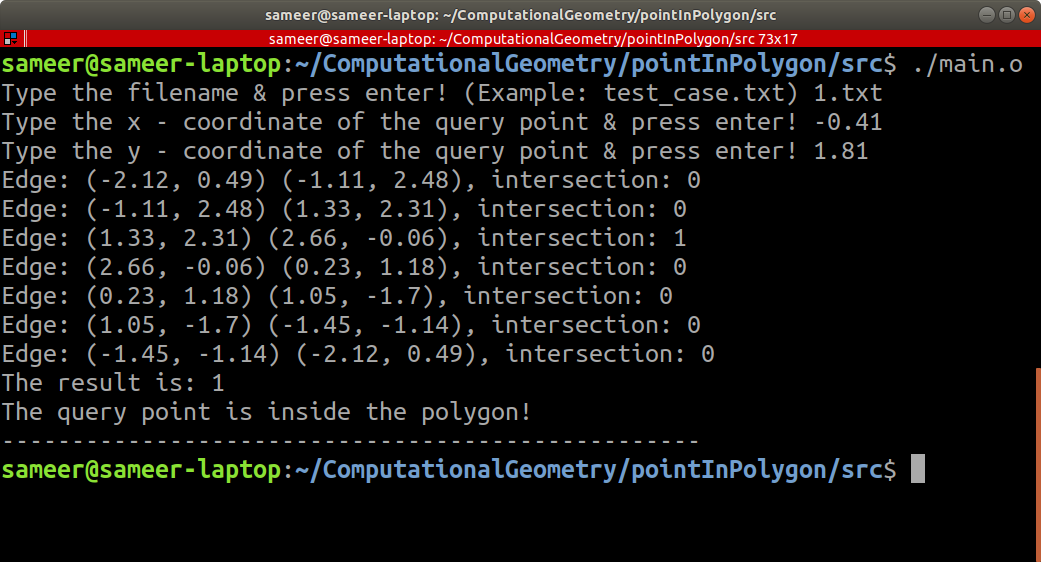 sameer@sameer-laptop: ~/ComputationalGeometry/pointInPolygon/src
sameer@sameer-laptop: ~/ComputationalGeometry/pointInPolygon/src 73x17
sameer@sameer-laptop:~/ComputationalGeometry/pointInPolygon/src$ ./main.o
Type the filename & press enter! (Example: test_case.txt) 1.txt
Type the x - coordinate of the query point & press enter! -0.41
Type the y - coordinate of the query point & press enter! 1.81
Edge: (-2.12, 0.49) (-1.11, 2.48), intersection: 0
Edge: (-1.11, 2.48) (1.33, 2.31), intersection: 0
Edge: (1.33, 2.31) (2.66, -0.06), intersection: 1
Edge: (2.66, -0.06) (0.23, 1.18), intersection: 0
Edge: (0.23, 1.18) (1.05, -1.7), intersection: 0
Edge: (1.05, -1.7) (-1.45, -1.14), intersection: 0
Edge: (-1.45, -1.14) (-2.12, 0.49), intersection: 0
The result is: 1
The query point is inside the polygon!
--------------------------------------------------
sameer@sameer-laptop:~/ComputationalGeometry/pointInPolygon/src$